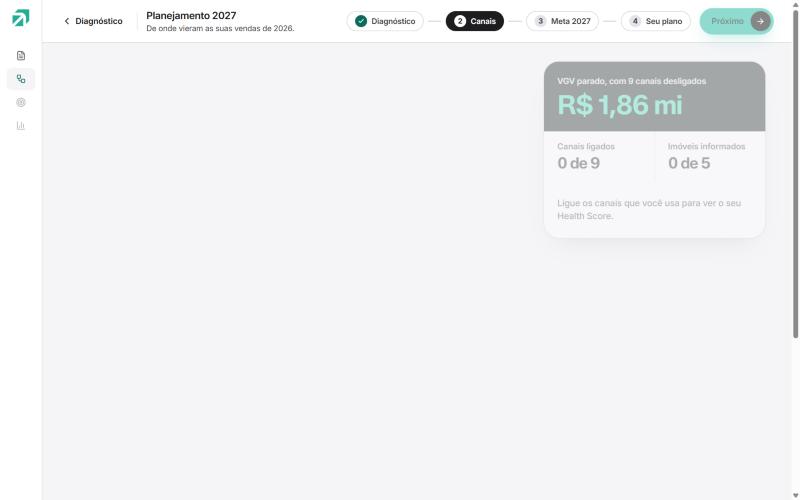 Diagnóstico
Planejamento 2027
De onde vieram as suas vendas de 2026.
Diagnóstico
2 Canais
3 Meta 2027
4 Seu plano
Próximo
VGV parado, com 9 canais desligados
R$ 1,86 mi
Canais ligados
0 de 9
Imóveis informados
0 de 5
Ligue os canais que você usa para ver o seu
Health Score.